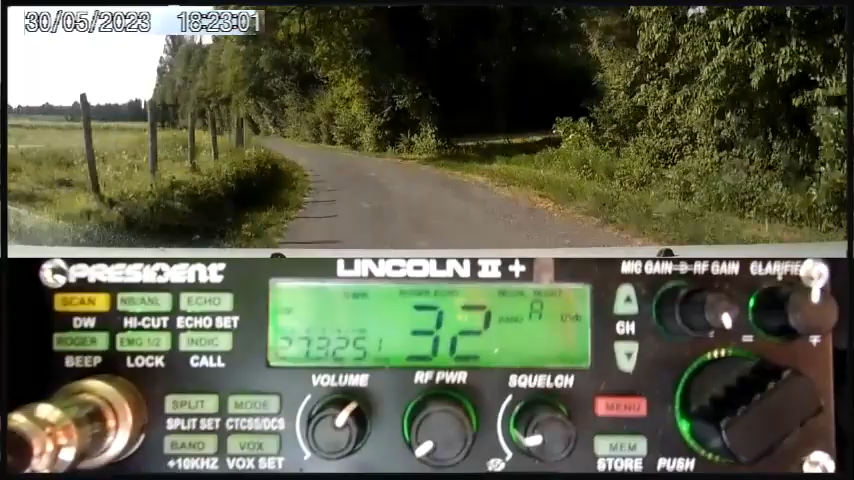 30/05/2023 18:23:01
PRESIDENT LINCOLN II + MIC GAIN RF GAIN CLARIFIER
SCAN NB/ANL ECHO
DW HI-CUT ECHO SET
ROGER EMG 1/2 INDIC
BEEP LOCK CALL
32
A
27.3251
CH
VOLUME RF PWR SQUELCH
SPLIT MODE
SPLIT SET CTCSS/DCS
BAND VOX
+10KHZ VOX SET
MENU
MEM
STORE PUSH